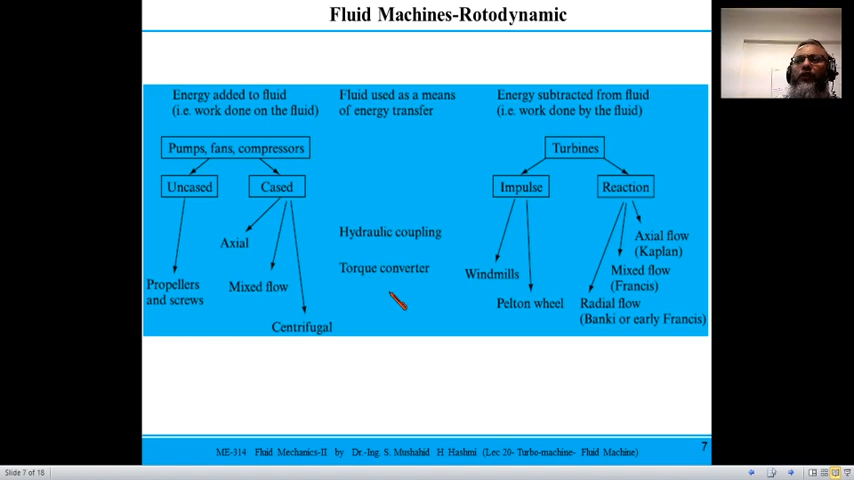 Fluid Machines-Rotodynamic
Energy added to fluid
(i.e. work done on the fluid)
Fluid used as a means
of energy transfer
Energy subtracted from fluid
(i.e. work done by the fluid)
Pumps, fans, compressors
Turbines
Uncased
Cased
Impulse
Reaction
Axial
Hydraulic coupling
Axial flow
(Kaplan)
Torque converter
Windmills
Mixed flow
(Francis)
Propellers
and screws
Mixed flow
Pelton wheel
Radial flow
(Banki or early Francis)
Centrifugal
ME-314 Fluid Mechanics-II by Dr.-Ing. S. Mushahid H Hashmi (Lec 20- Turbo-machine- Fluid Machine)
7
Slide 7 of 18